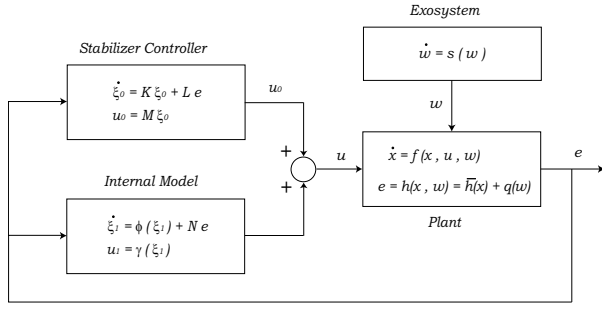 Exosystem
ẇ = s ( w )
Stabilizer Controller
ξ̇₀ = K ξ₀ + L e
u₀ = M ξ₀
u₀
w
+
u
ẋ = f (x , u , w)
e = h(x , w) = h̅(x) + q(w)
e
Plant
+
Internal Model
ξ̇₁ = ϕ ( ξ₁ ) + N e
u₁ = γ ( ξ₁ )